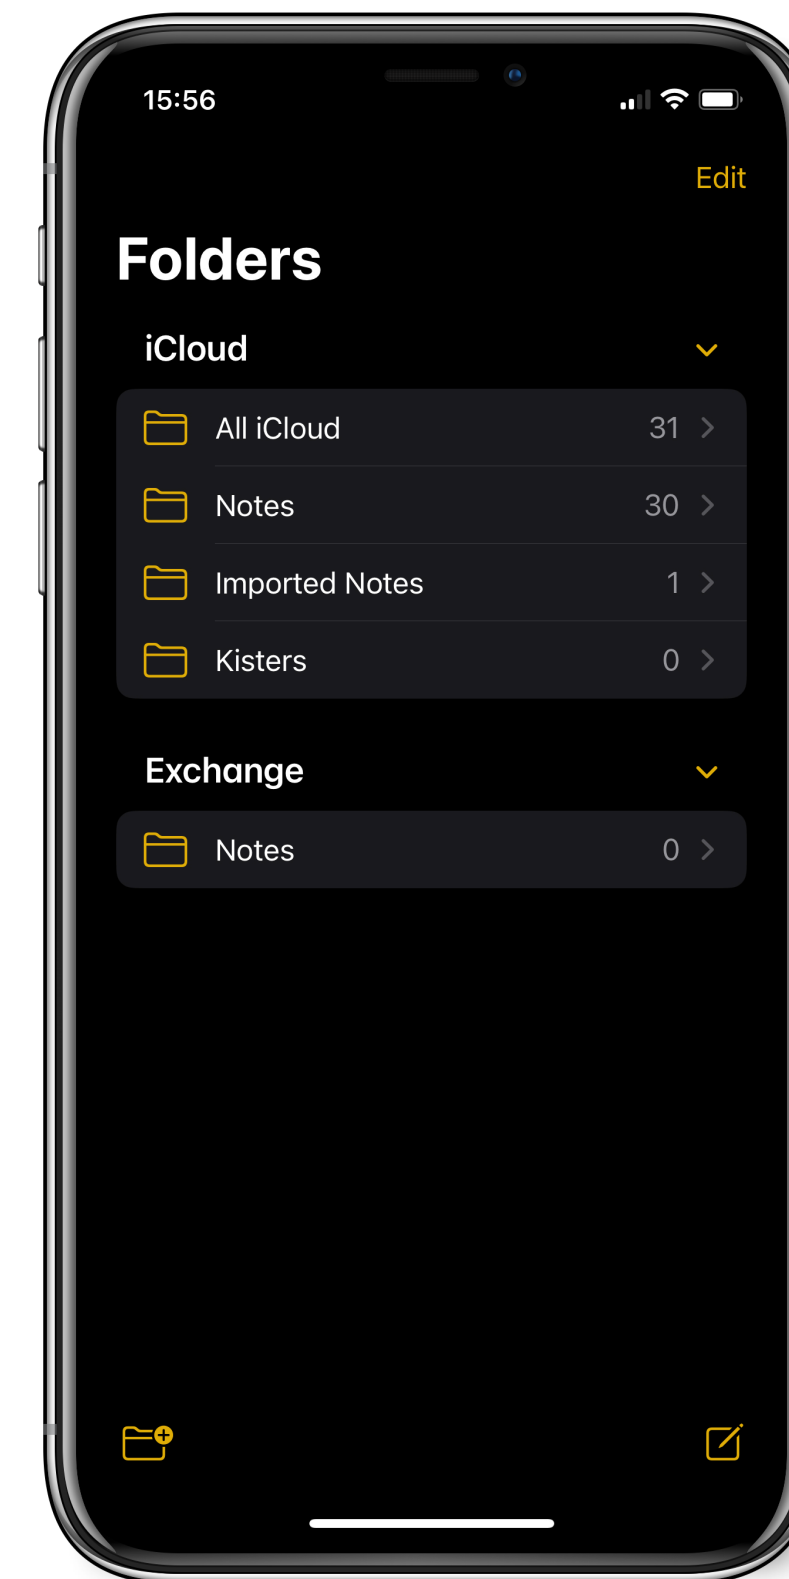 15:56
Edit
Folders
iCloud
All iCloud 31
Notes 30
Imported Notes 1
Kisters 0
Exchange
Notes 0